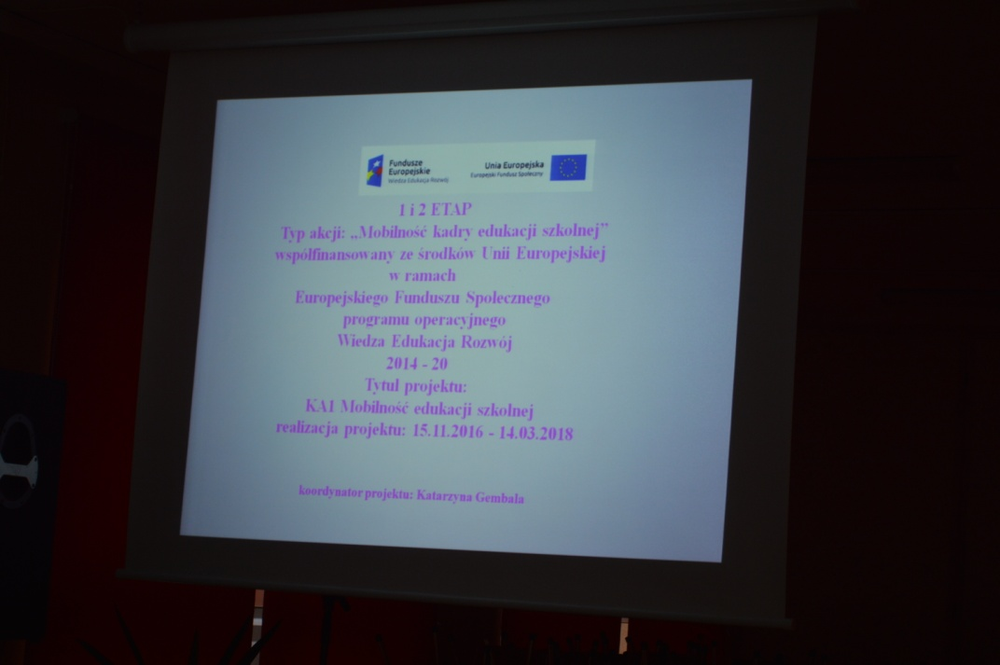 Fundusze
Europejskie
Wiedza Edukacja Rozwój
Unia Europejska
Europejski Fundusz Społeczny
1 i 2 ETAP
Typ akcji: „Mobilność kadry edukacji szkolnej”
współfinansowany ze środków Unii Europejskiej
w ramach
Europejskiego Funduszu Społecznego
programu operacyjnego
Wiedza Edukacja Rozwój
2014 - 20
Tytuł projektu:
KA1 Mobilność edukacji szkolnej
realizacja projektu: 15.11.2016 - 14.03.2018
koordynator projektu: Katarzyna Gembala